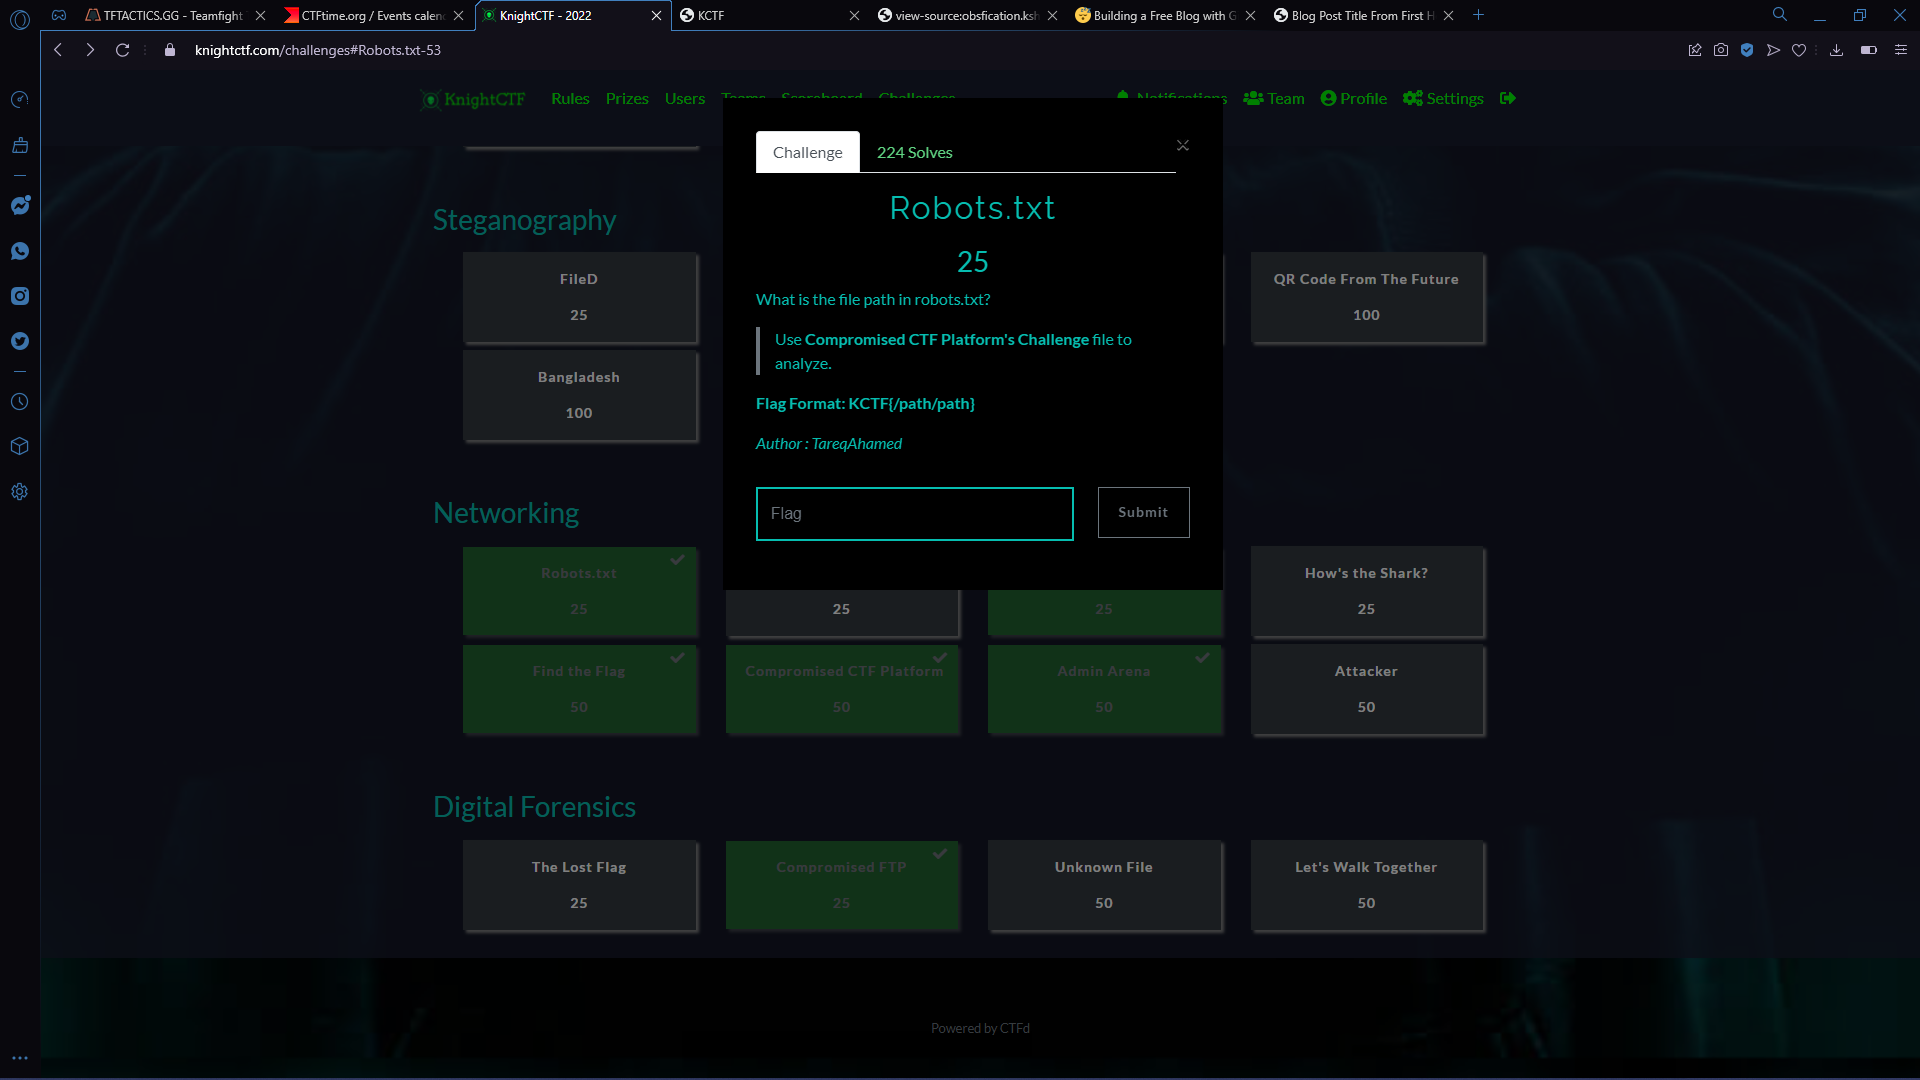 TFTACTICS.GG - Teamfight
CTFtime.org / Events calen
KnightCTF - 2022
KCTF
view-source:obsfication.ksh
Building a Free Blog with G
Blog Post Title From First H
knightctf.com/challenges#Robots.txt-53
KnightCTF Rules Prizes Users Teams Scoreboard Challenges Notifications Team Profile Settings
Challenge
224 Solves
Robots.txt
25
What is the file path in robots.txt?
Use Compromised CTF Platform's Challenge file to
analyze.
Flag Format: KCTF{/path/path}
Author : TareqAhamed
Flag
Submit
Steganography
FileD
25
QR Code From The Future
100
Bangladesh
100
Networking
Robots.txt
25
25
25
How's the Shark?
25
Find the Flag
50
Compromised CTF Platform
50
Admin Arena
50
Attacker
50
Digital Forensics
The Lost Flag
25
Compromised FTP
25
Unknown File
50
Let's Walk Together
50
Powered by CTFd